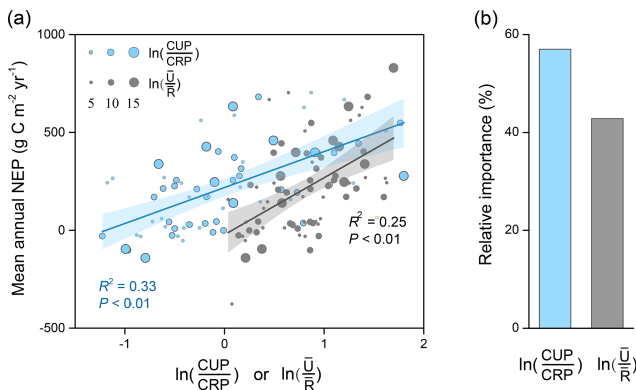 (a)
Mean annual NEP (g C m⁻² yr⁻¹)
1000
500
0
-500
ln(CUP/CRP)
ln(U̅/R̅)
5 10 15
R² = 0.25
P < 0.01
R² = 0.33
P < 0.01
-1 0 1 2
ln(CUP/CRP) or ln(U̅/R̅)
(b)
Relative importance (%)
60
40
20
0
ln(CUP/CRP) ln(U̅/R̅)